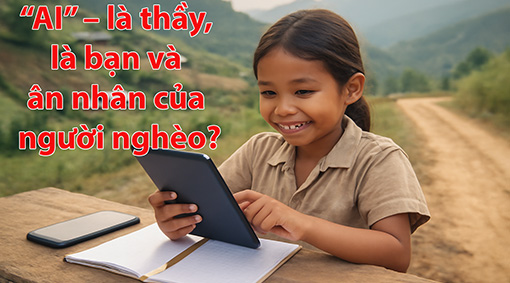 “AI” – là thầy,
là bạn và
ân nhân của
người nghèo?